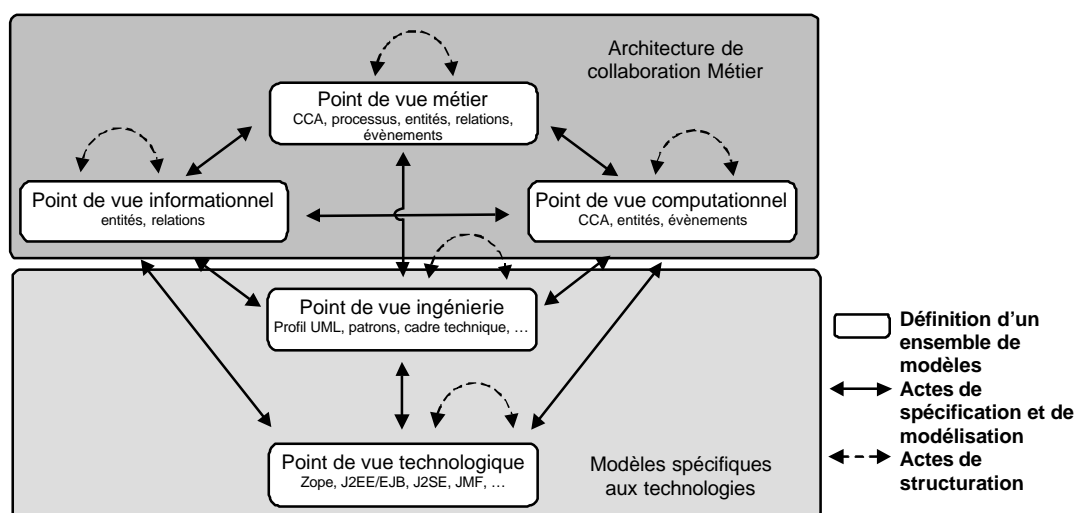 Architecture de
collaboration Métier
Point de vue métier
CCA, processus, entités, relations,
évènements
Point de vue informationnel
entités, relations
Point de vue computationnel
CCA, entités, évènements
Point de vue ingénierie
Profil UML, patrons, cadre technique, …
Point de vue technologique
Zope, J2EE/EJB, J2SE, JMF, …
Modèles spécifiques
aux technologies
Définition d’un
ensemble de
modèles
Actes de
spécification et de
modélisation
Actes de
structuration